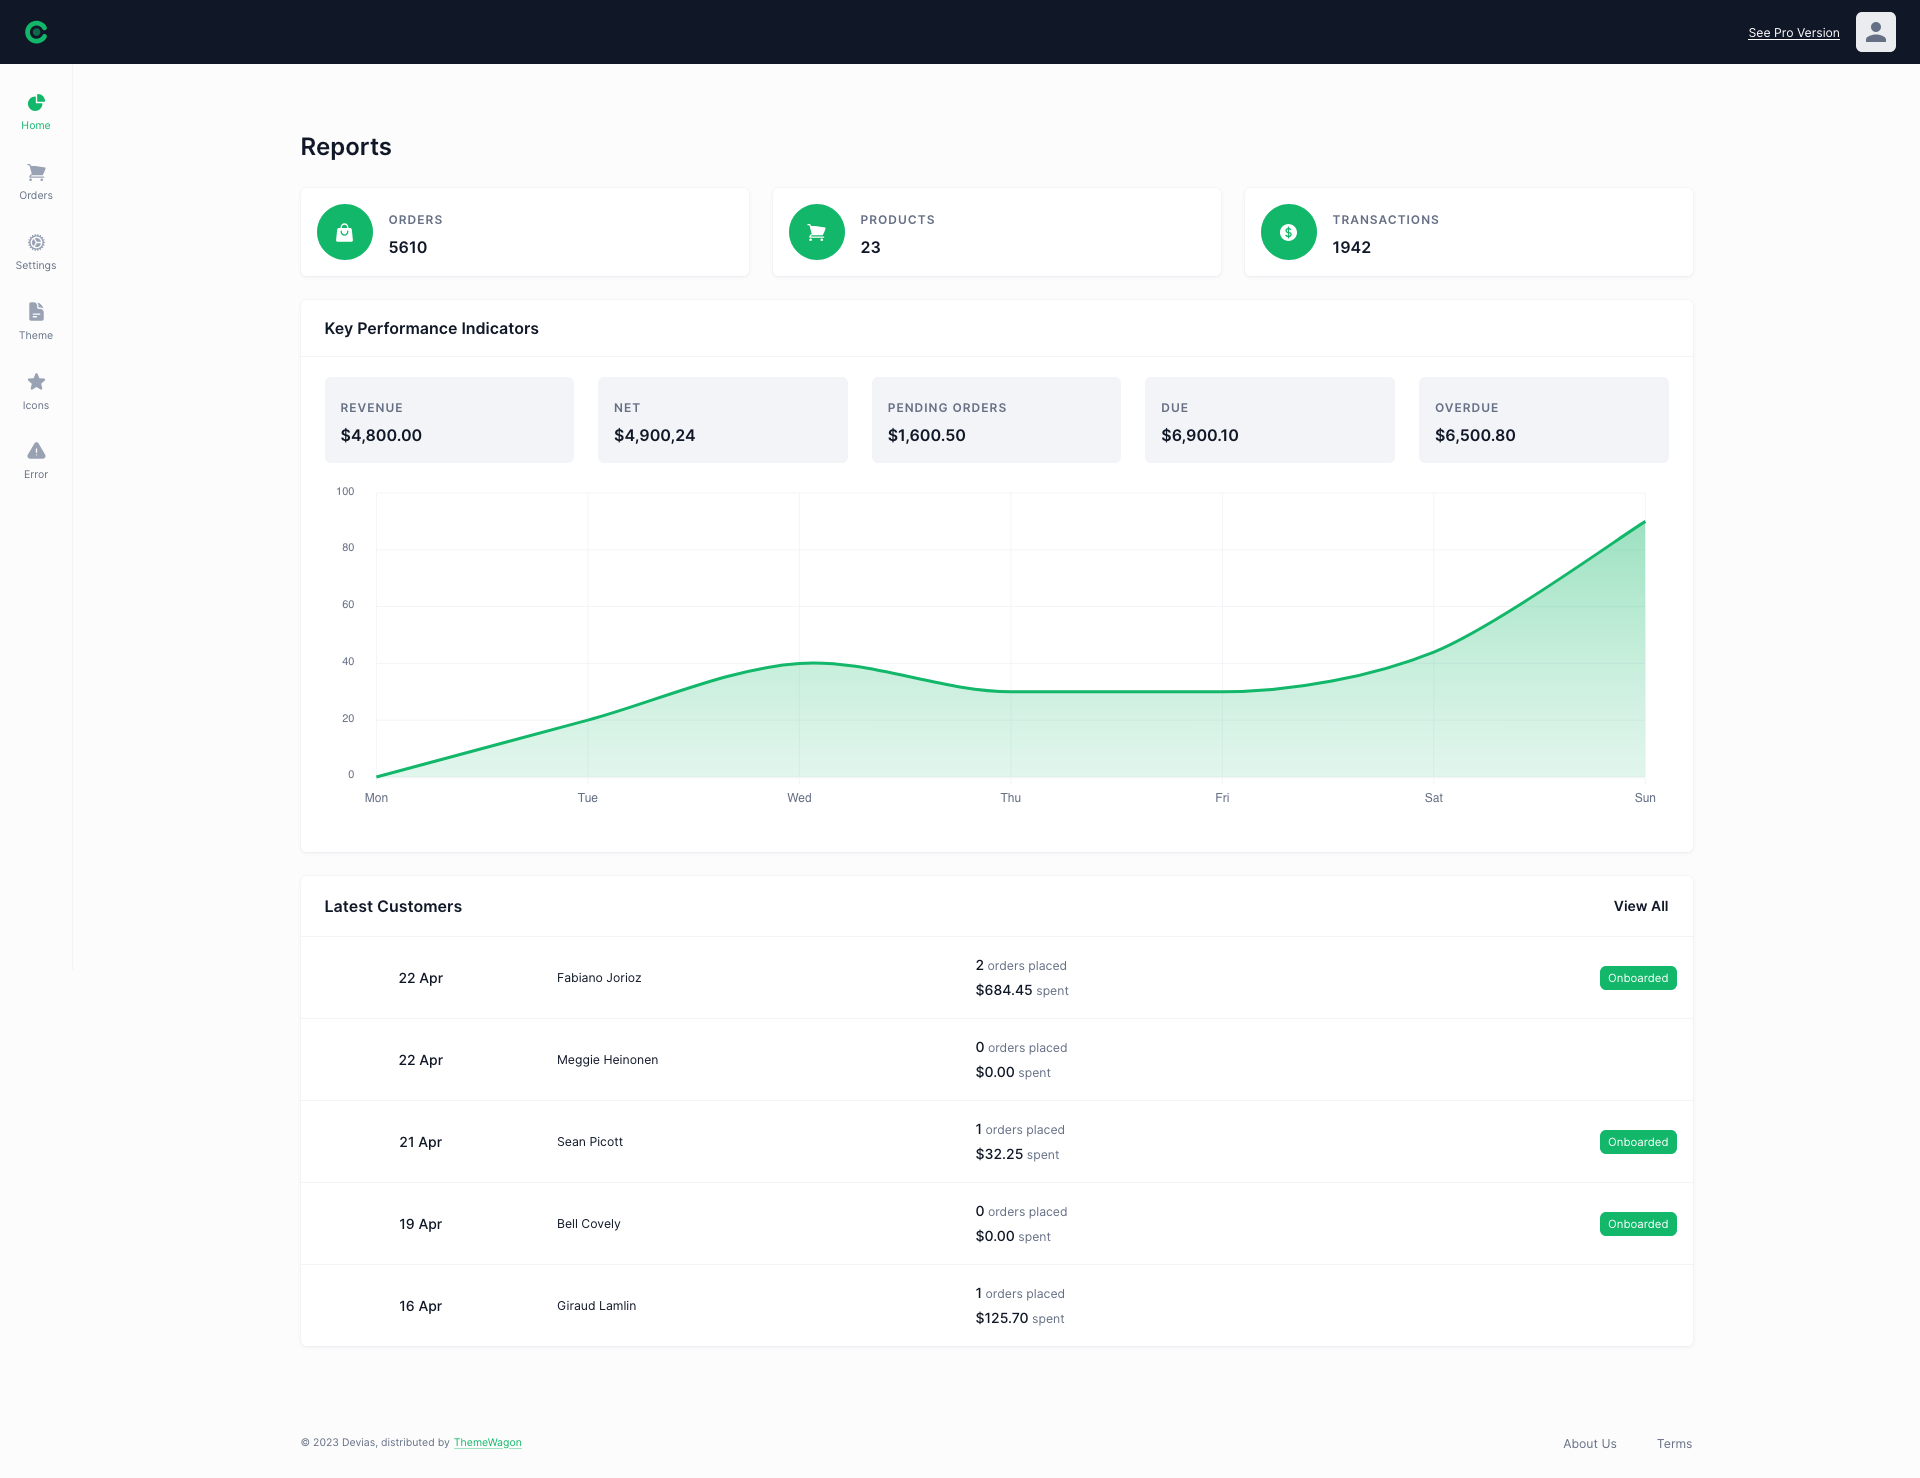 See Pro Version
Home
Orders
Settings
Theme
Icons
Error
Reports
ORDERS
5610
PRODUCTS
23
TRANSACTIONS
1942
Key Performance Indicators
REVENUE
$4,800.00
NET
$4,900,24
PENDING ORDERS
$1,600.50
DUE
$6,900.10
OVERDUE
$6,500.80
100
80
60
40
20
0
Mon Tue Wed Thu Fri Sat Sun
Latest Customers
View All
22 Apr
Fabiano Jorioz
2 orders placed
$684.45 spent
Onboarded
22 Apr
Meggie Heinonen
0 orders placed
$0.00 spent
21 Apr
Sean Picott
1 orders placed
$32.25 spent
Onboarded
19 Apr
Bell Covely
0 orders placed
$0.00 spent
Onboarded
16 Apr
Giraud Lamlin
1 orders placed
$125.70 spent
© 2023 Devias, distributed by ThemeWagon
About Us
Terms